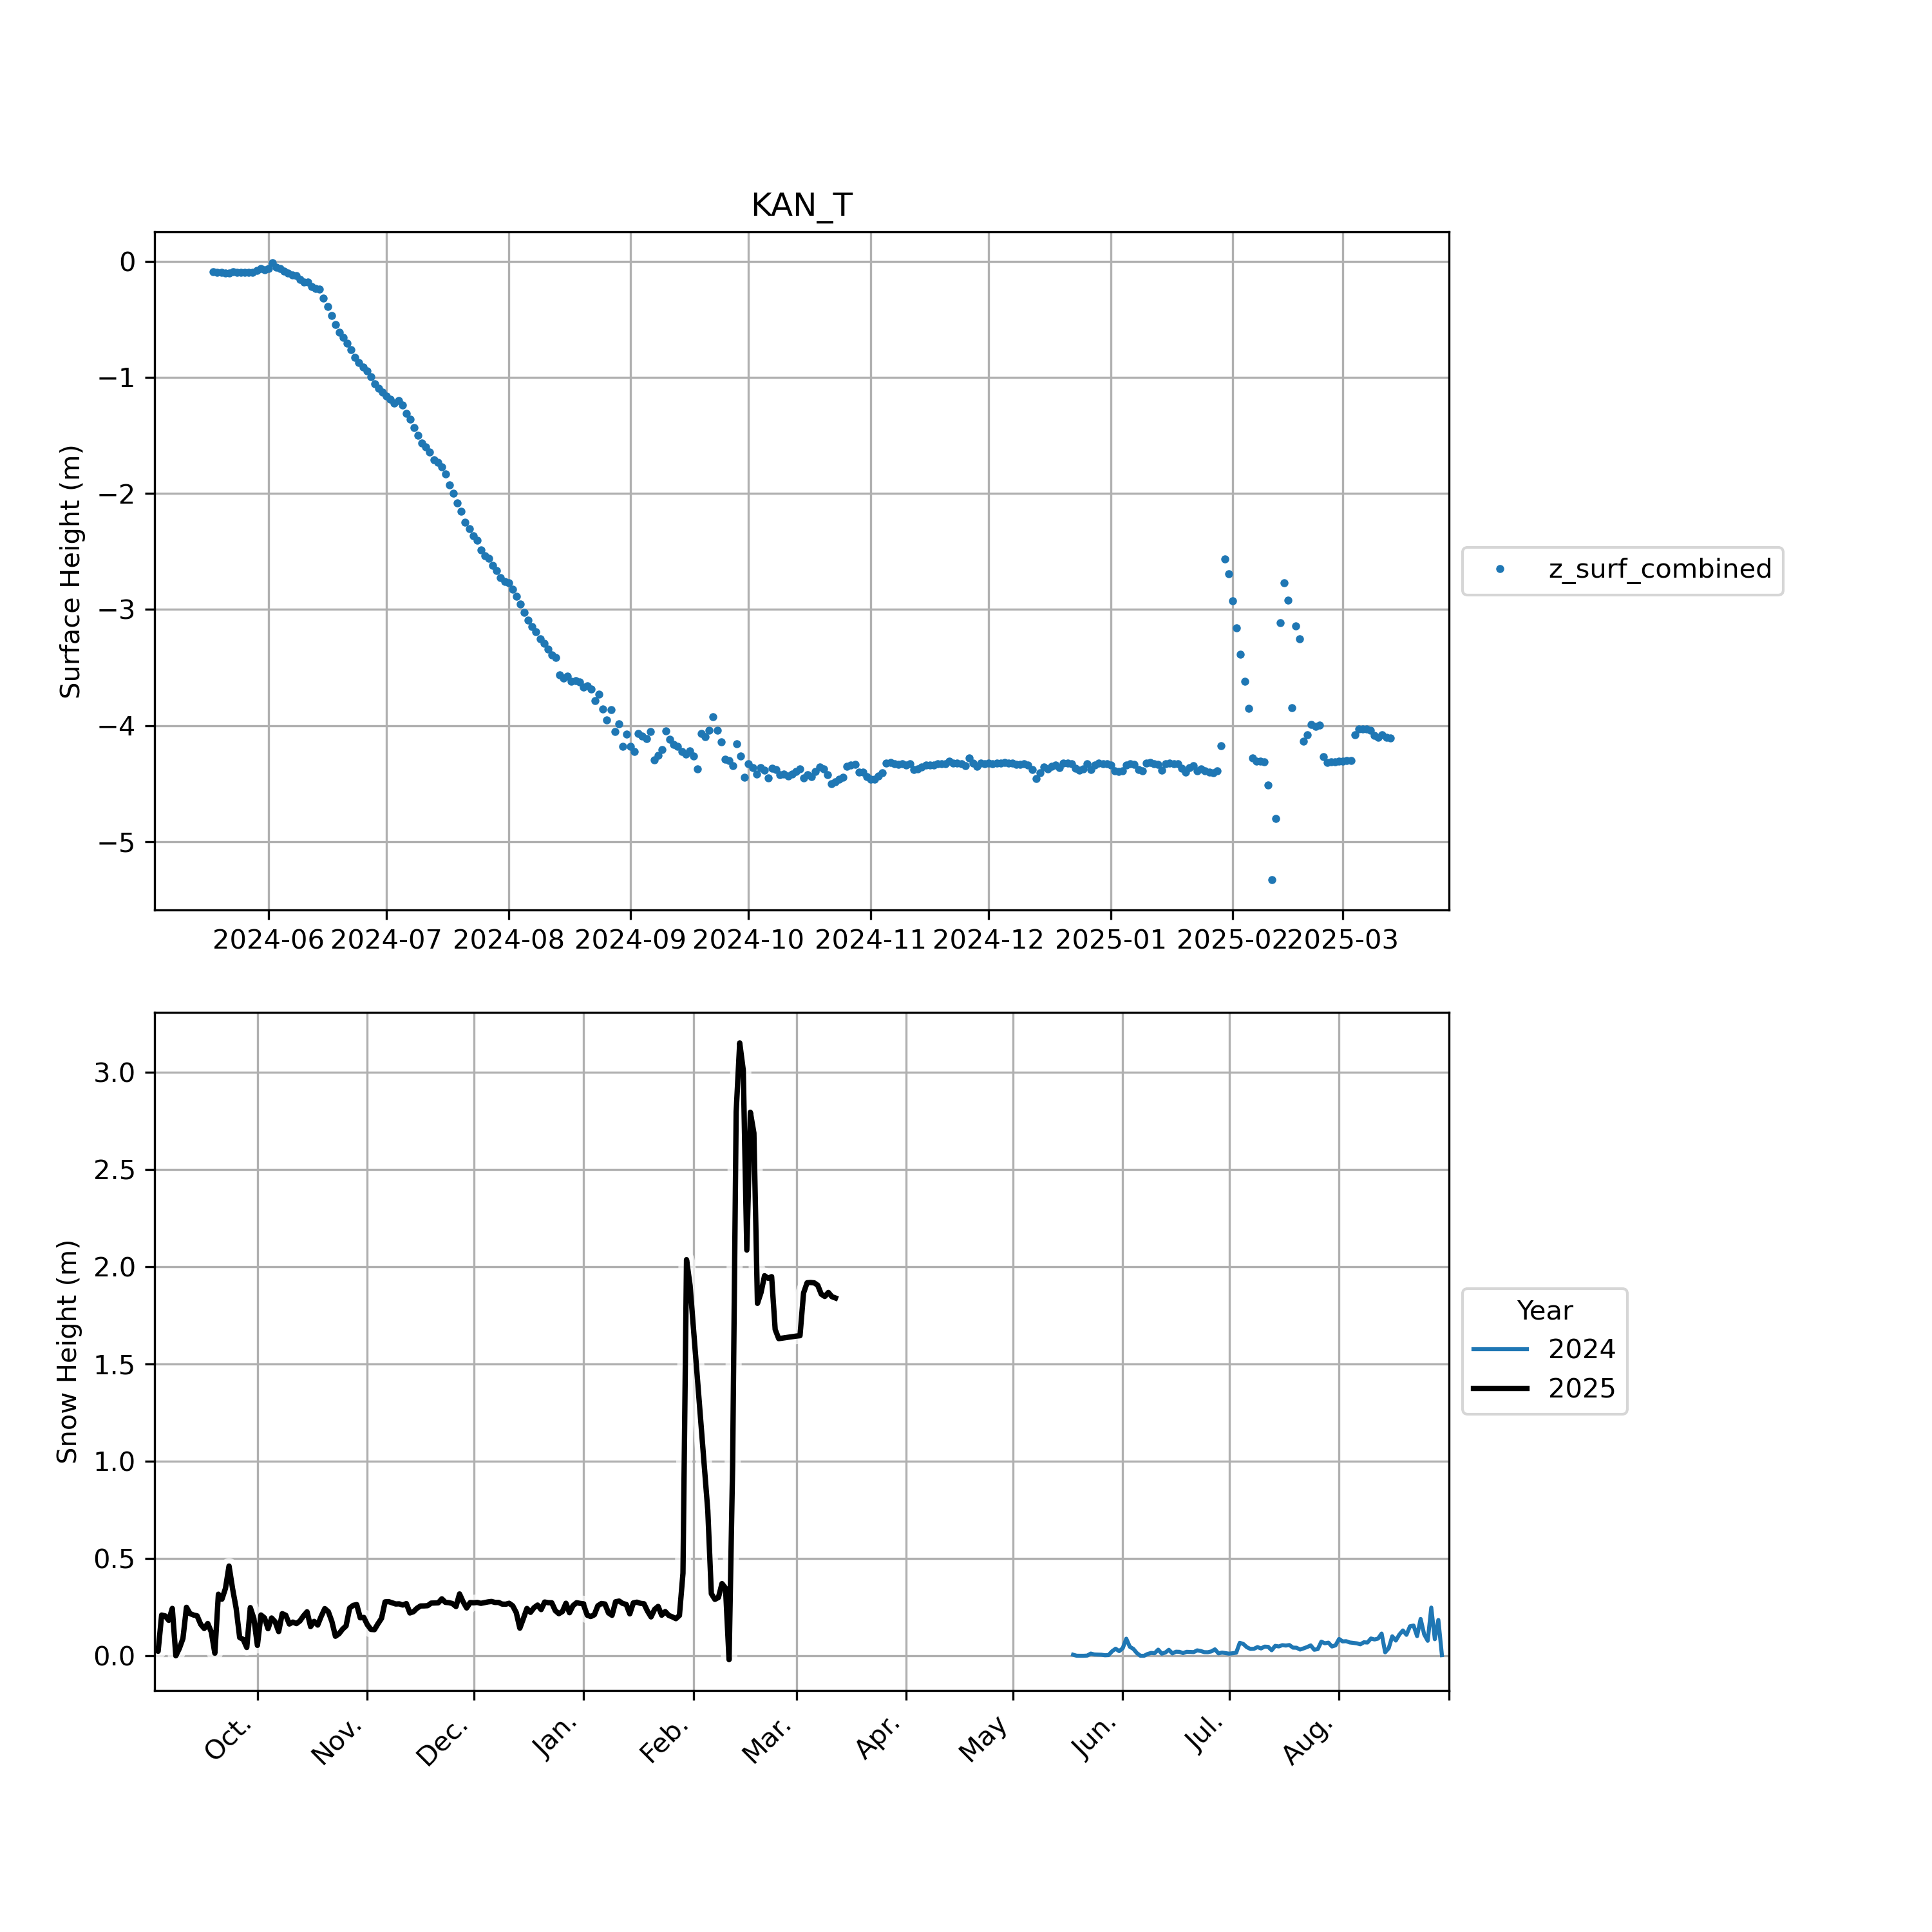 KAN_T
Surface Height (m)
0
−1
−2
−3
−4
−5
2024-06 2024-07 2024-08 2024-09 2024-10 2024-11 2024-12 2025-01 2025-02 2025-03
z_surf_combined
Snow Height (m)
3.0
2.5
2.0
1.5
1.0
0.5
0.0
Oct. Nov. Dec. Jan. Feb. Mar. Apr. May Jun. Jul. Aug.
Year
2024
2025